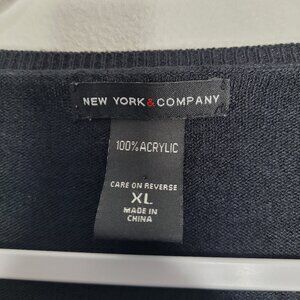 NEW YORK & COMPANY
100% ACRYLIC
CARE ON REVERSE
XL
MADE IN
CHINA